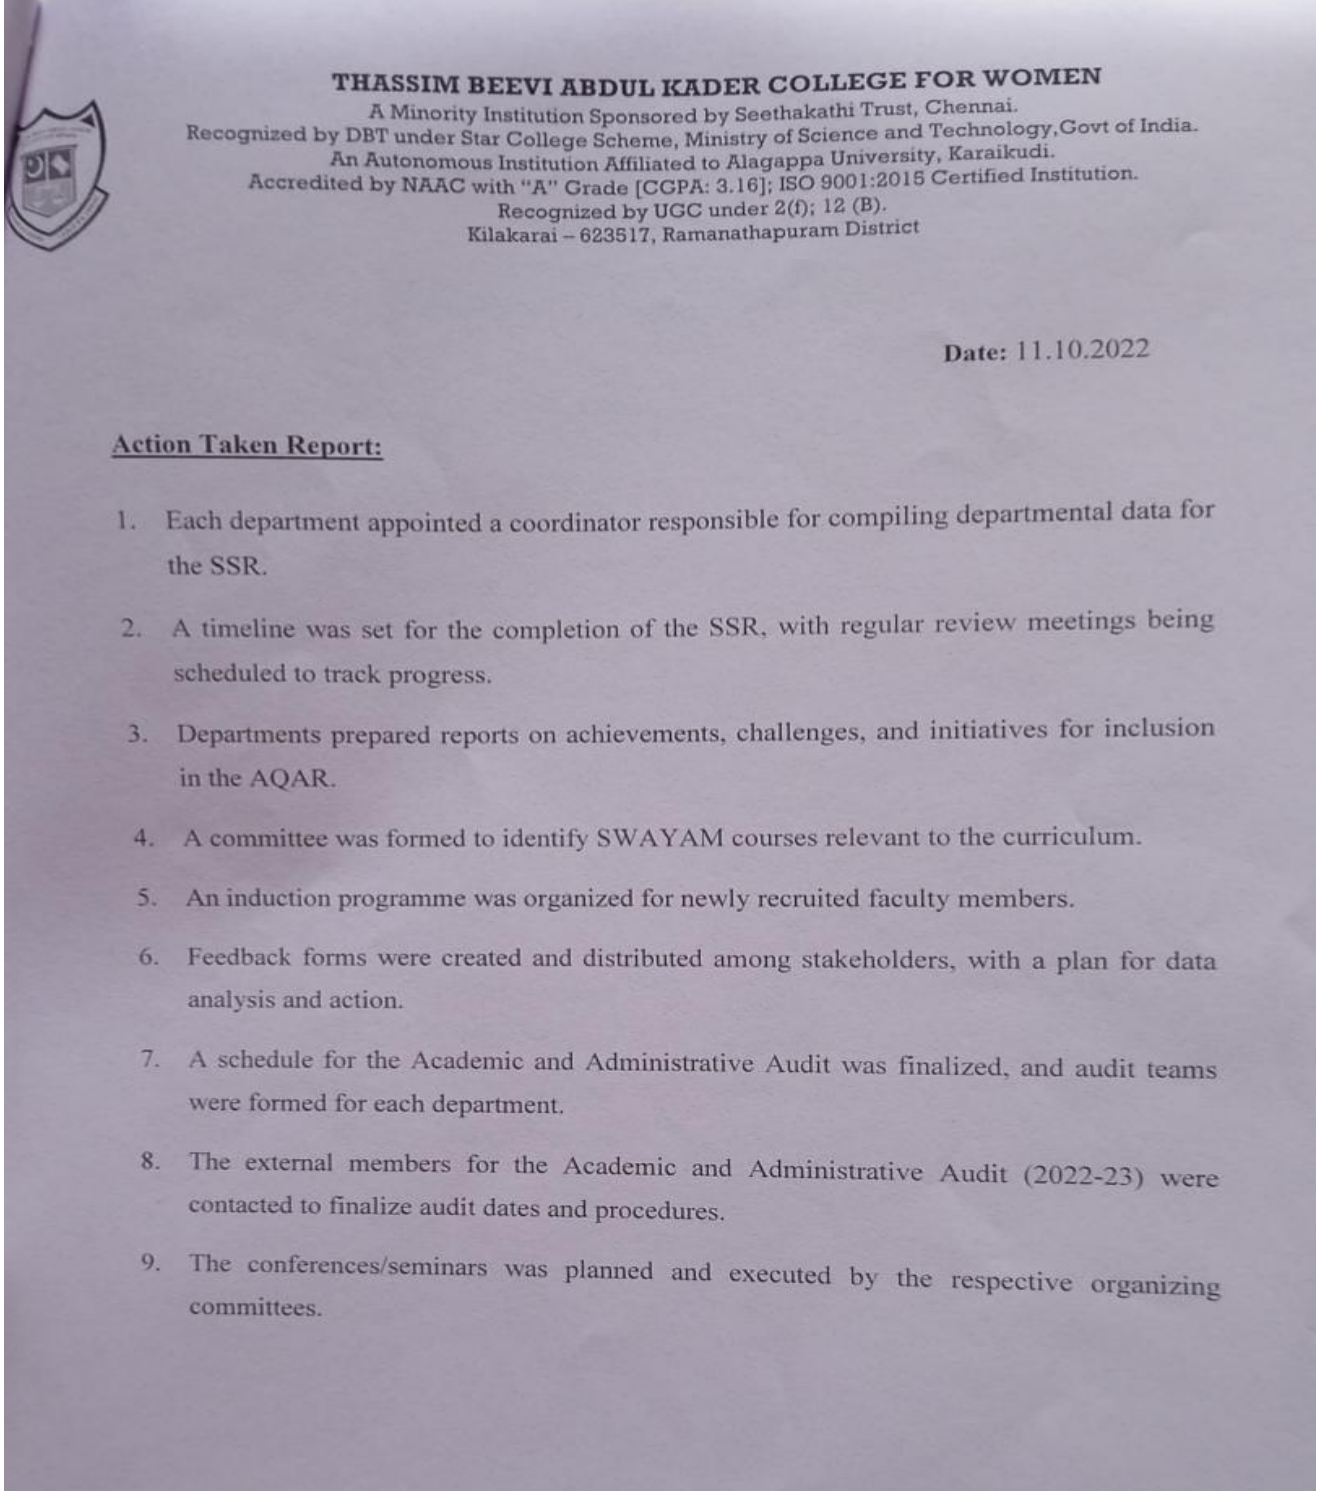 THASSIM BEEVI ABDUL KADER COLLEGE FOR WOMEN
A Minority Institution Sponsored by Seethakathi Trust, Chennai.
Recognized by DBT under Star College Scheme, Ministry of Science and Technology,Govt of India.
An Autonomous Institution Affiliated to Alagappa University, Karaikudi.
Accredited by NAAC with “A” Grade [CGPA: 3.16]; ISO 9001:2015 Certified Institution.
Recognized by UGC under 2(f); 12 (B).
Kilakarai – 623517, Ramanathapuram District
Date: 11.10.2022
Action Taken Report:
1. Each department appointed a coordinator responsible for compiling departmental data for
the SSR.
2. A timeline was set for the completion of the SSR, with regular review meetings being
scheduled to track progress.
3. Departments prepared reports on achievements, challenges, and initiatives for inclusion
in the AQAR.
4. A committee was formed to identify SWAYAM courses relevant to the curriculum.
5. An induction programme was organized for newly recruited faculty members.
6. Feedback forms were created and distributed among stakeholders, with a plan for data
analysis and action.
7. A schedule for the Academic and Administrative Audit was finalized, and audit teams
were formed for each department.
8. The external members for the Academic and Administrative Audit (2022-23) were
contacted to finalize audit dates and procedures.
9. The conferences/seminars was planned and executed by the respective organizing
committees.